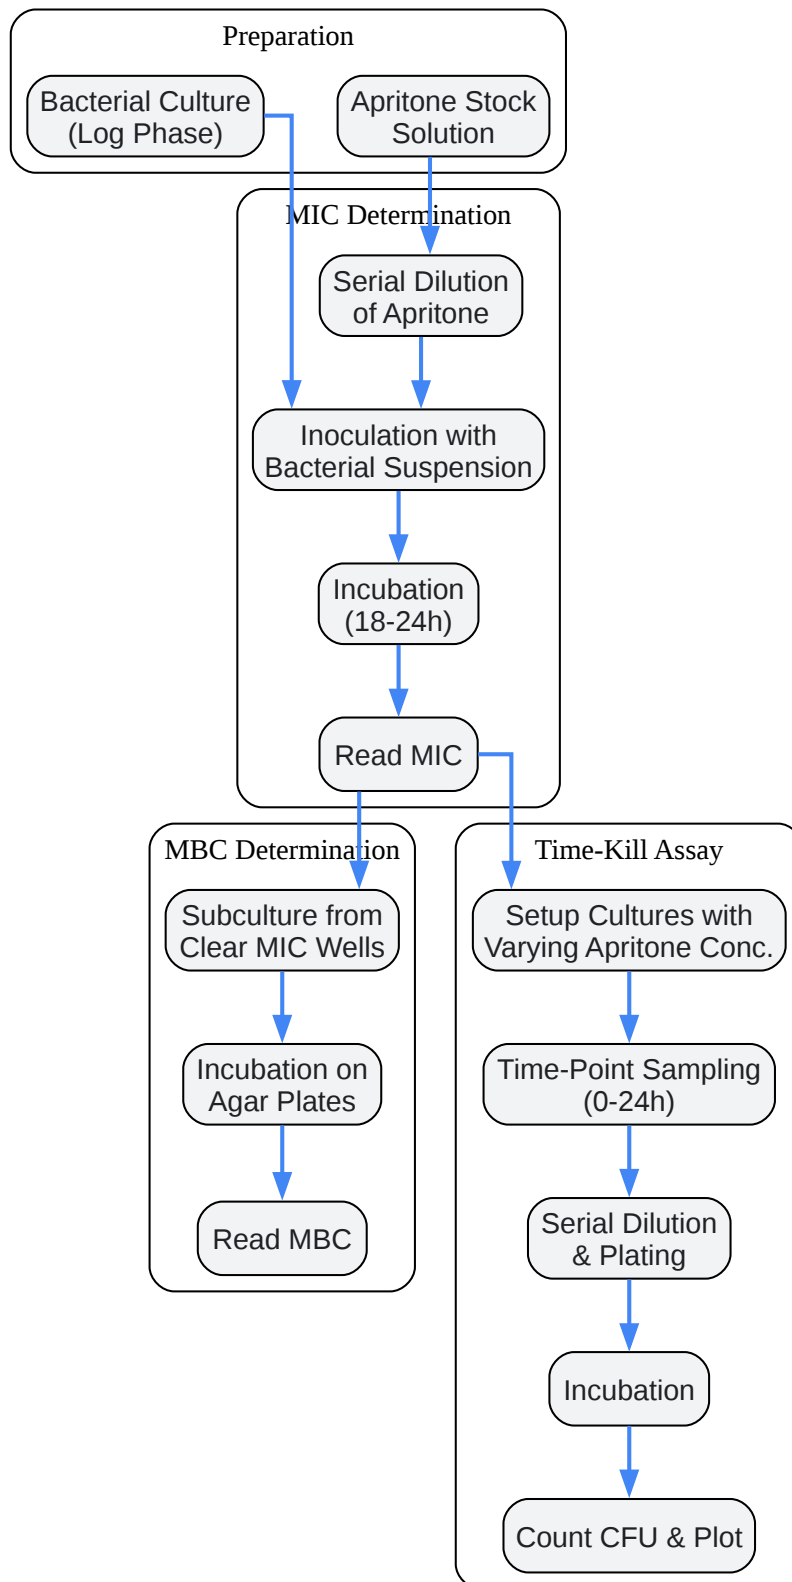 Preparation
Bacterial Culture
(Log Phase)
Apritone Stock
Solution
MIC Determination
Serial Dilution
of Apritone
Inoculation with
Bacterial Suspension
Incubation
(18-24h)
Read MIC
MBC Determination
Subculture from
Clear MIC Wells
Incubation on
Agar Plates
Read MBC
Time-Kill Assay
Setup Cultures with
Varying Apritone Conc.
Time-Point Sampling
(0-24h)
Serial Dilution
& Plating
Incubation
Count CFU & Plot